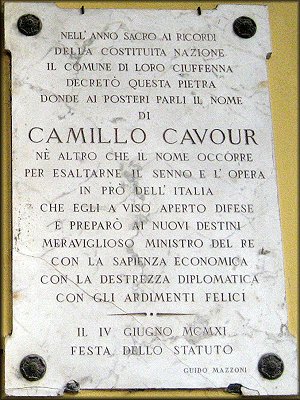 NELL'ANNO SACRO AI RICORDI
DELLA COSTITUITA NAZIONE
IL COMUNE DI LORO CIUFFENNA
DECRETÒ QUESTA PIETRA
DONDE AI POSTERI PARLI IL NOME
DI
CAMILLO CAVOUR
NÈ ALTRO CHE IL NOME OCCORRE
PER ESALTARNE IL SENNO E L'OPERA
IN PRÒ DELL'ITALIA
CHE EGLI A VISO APERTO DIFESE
E PREPARÒ AI NUOVI DESTINI
MERAVIGLIOSO MINISTRO DEL RE
CON LA SAPIENZA ECONOMICA
CON LA DESTREZZA DIPLOMATICA
CON GLI ARDIMENTI FELICI
IL IV GIUGNO MCMXI
FESTA DELLO STATUTO
GUIDO MAZZONI